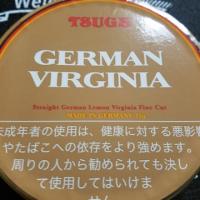 TSUGE
GERMAN
VIRGINIA
Straight German Lemon Virginia Fine Cut
MADE IN GERMANY
未成年者の使用は、健康に対する悪影響
やたばこへの依存をより強めます。
周りの人から勧められても決し
て使用してはいけま
せん